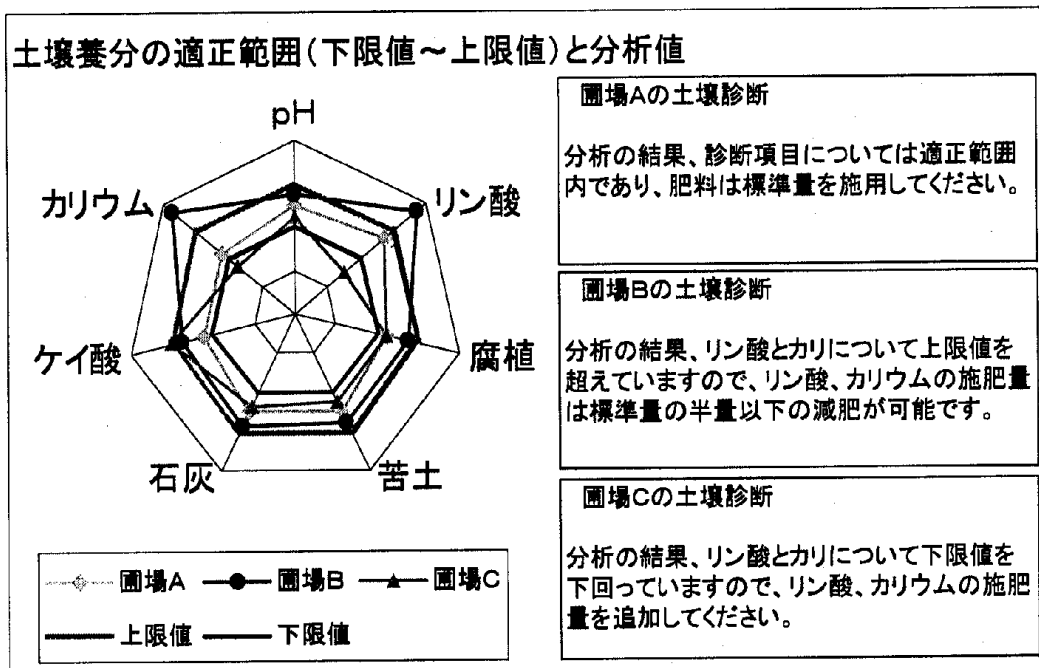 土壌養分の適正範囲(下限値～上限値)と分析値
pH
リン酸
腐植
苦土
石灰
ケイ酸
カリウム
圃場A
圃場B
圃場C
上限値
下限値
圃場Aの土壌診断
分析の結果、診断項目については適正範囲
内であり、肥料は標準量を施用してください。
圃場Bの土壌診断
分析の結果、リン酸とカリについて上限値を
超えていますので、リン酸、カリウムの施肥量
は標準量の半量以下の減肥が可能です。
圃場Cの土壌診断
分析の結果、リン酸とカリについて下限値を
下回っていますので、リン酸、カリウムの施肥
量を追加してください。